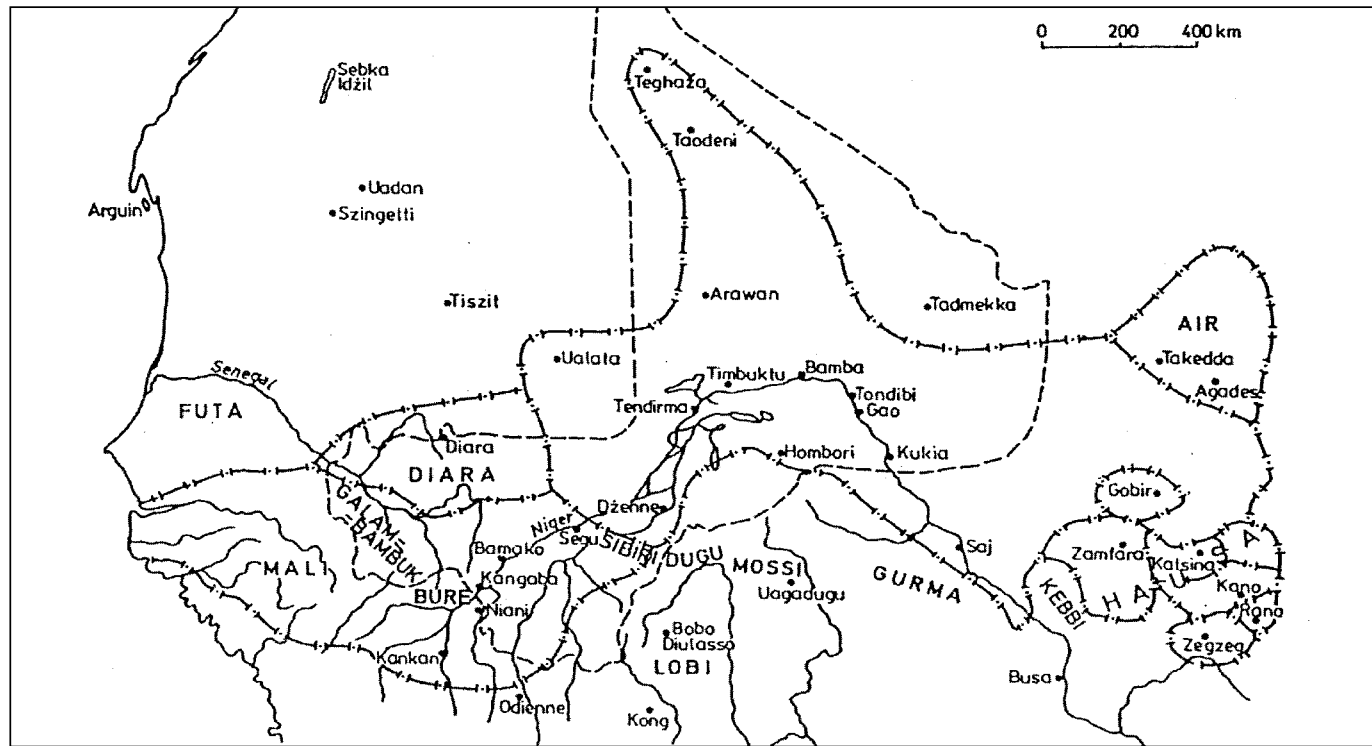 0 200 400 km
Sebka
Idżil
Teghaza
Taodeni
Uadan
Szingetti
Arguin
Tiszit
Arawan
Tadmekka
AIR
Ualata
Takedda
Agades
Senegal
Timbuktu
Bamba
FUTA
Tendirma
Tondibi
Gao
Diara
Hombori
Kukia
DIARA
GALAM=
=BAMBUK
Gobir
Dżenne
Niger
Segu
SIBIRI
DUGU
Saj
Zamfara
Katsina
HAUSA
MALI
Bamako
MOSSI
GURMA
KEBBI
Kangaba
BURE
Uagadugu
Kano
Rano
Niani
Bobo
Diulasso
Zegzeg
Kankan
LOBI
Busa
Odienne
Kong